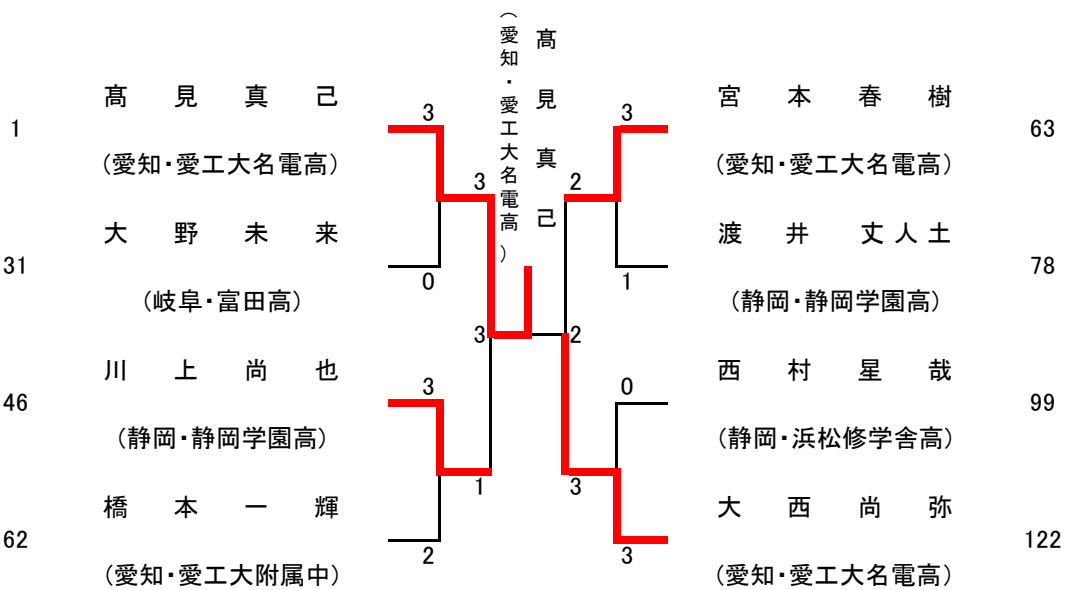 (愛知・愛工大名電高)
髙見真己
髙見真己
3
1
(愛知・愛工大名電高)
3
大野未来
31
0
(岐阜・富田高)
3
川上尚也
3
46
(静岡・静岡学園高)
1
橋本一輝
62
2
(愛知・愛工大附属中)
宮本春樹
3
63
(愛知・愛工大名電高)
2
渡井丈人土
78
1
(静岡・静岡学園高)
2
西村星哉
0
99
(静岡・浜松修学舎高)
3
大西尚弥
122
3
(愛知・愛工大名電高)